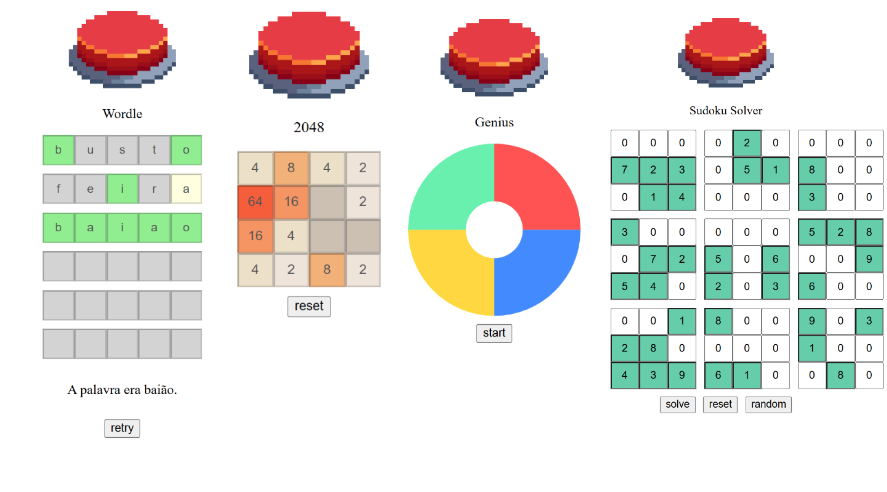 Wordle
b u s t o
f e i r a
b a i a o
A palavra era baião.
retry
2048
4 8 4 2
64 16 2
16 4
4 2 8 2
reset
Genius
start
Sudoku Solver
0 0 0 0 2 0 0 0 0
7 2 3 0 5 1 8 0 0
0 1 4 0 0 0 3 0 0
3 0 0 0 0 0 5 2 8
0 7 2 5 0 6 0 0 9
5 4 0 2 0 3 6 0 0
0 0 1 8 0 0 9 0 3
2 8 0 0 0 0 1 0 0
4 3 9 6 1 0 0 8 0
solve reset random